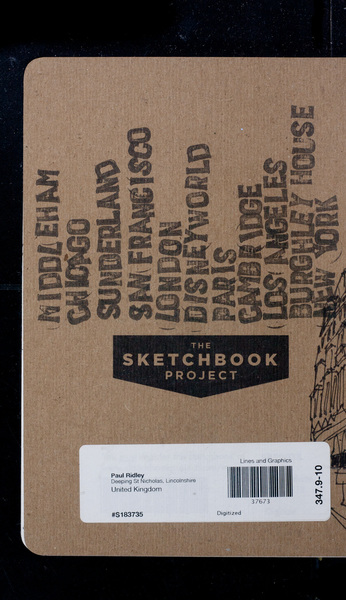 MIDDLEHAM
CHICAGO
SUNDERLAND
SAN FRANCISCO
LONDON
DISNEYWORLD
PARIS
CAMBRIDGE
LOS ANGELES
BURGHLEY HOUSE
NEW YORK
THE
SKETCHBOOK
PROJECT
Lines and Graphics
Paul Ridley
Deeping St Nicholas, Lincolnshire
United Kingdom
37673
#S183735
Digitized
347.9-10